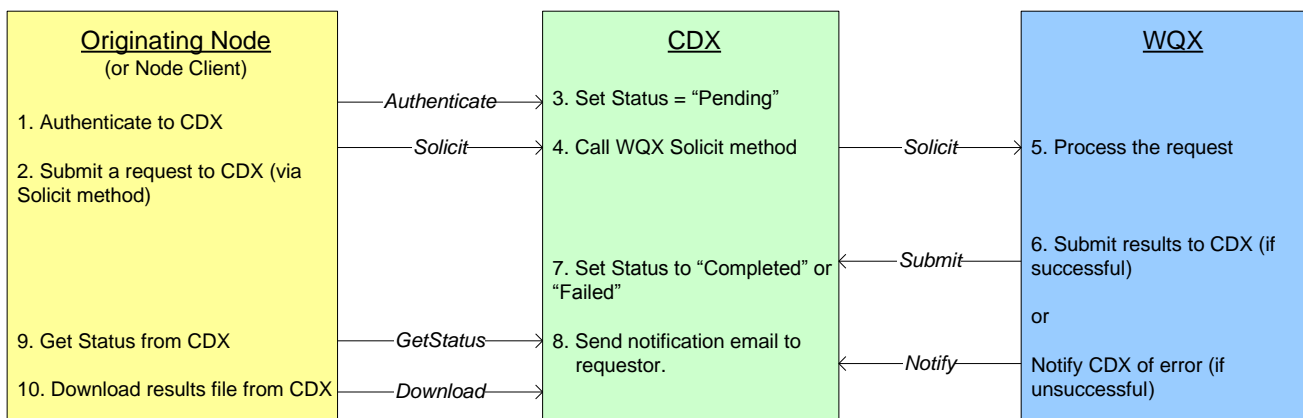 Originating Node
(or Node Client)
1. Authenticate to CDX
2. Submit a request to CDX (via
Solicit method)
9. Get Status from CDX
10. Download results file from CDX
Authenticate
Solicit
GetStatus
Download
CDX
3. Set Status = “Pending”
4. Call WQX Solicit method
7. Set Status to “Completed” or
“Failed”
8. Send notification email to
requestor.
Solicit
Submit
Notify
WQX
5. Process the request
6. Submit results to CDX (if
successful)
or
Notify CDX of error (if
unsuccessful)